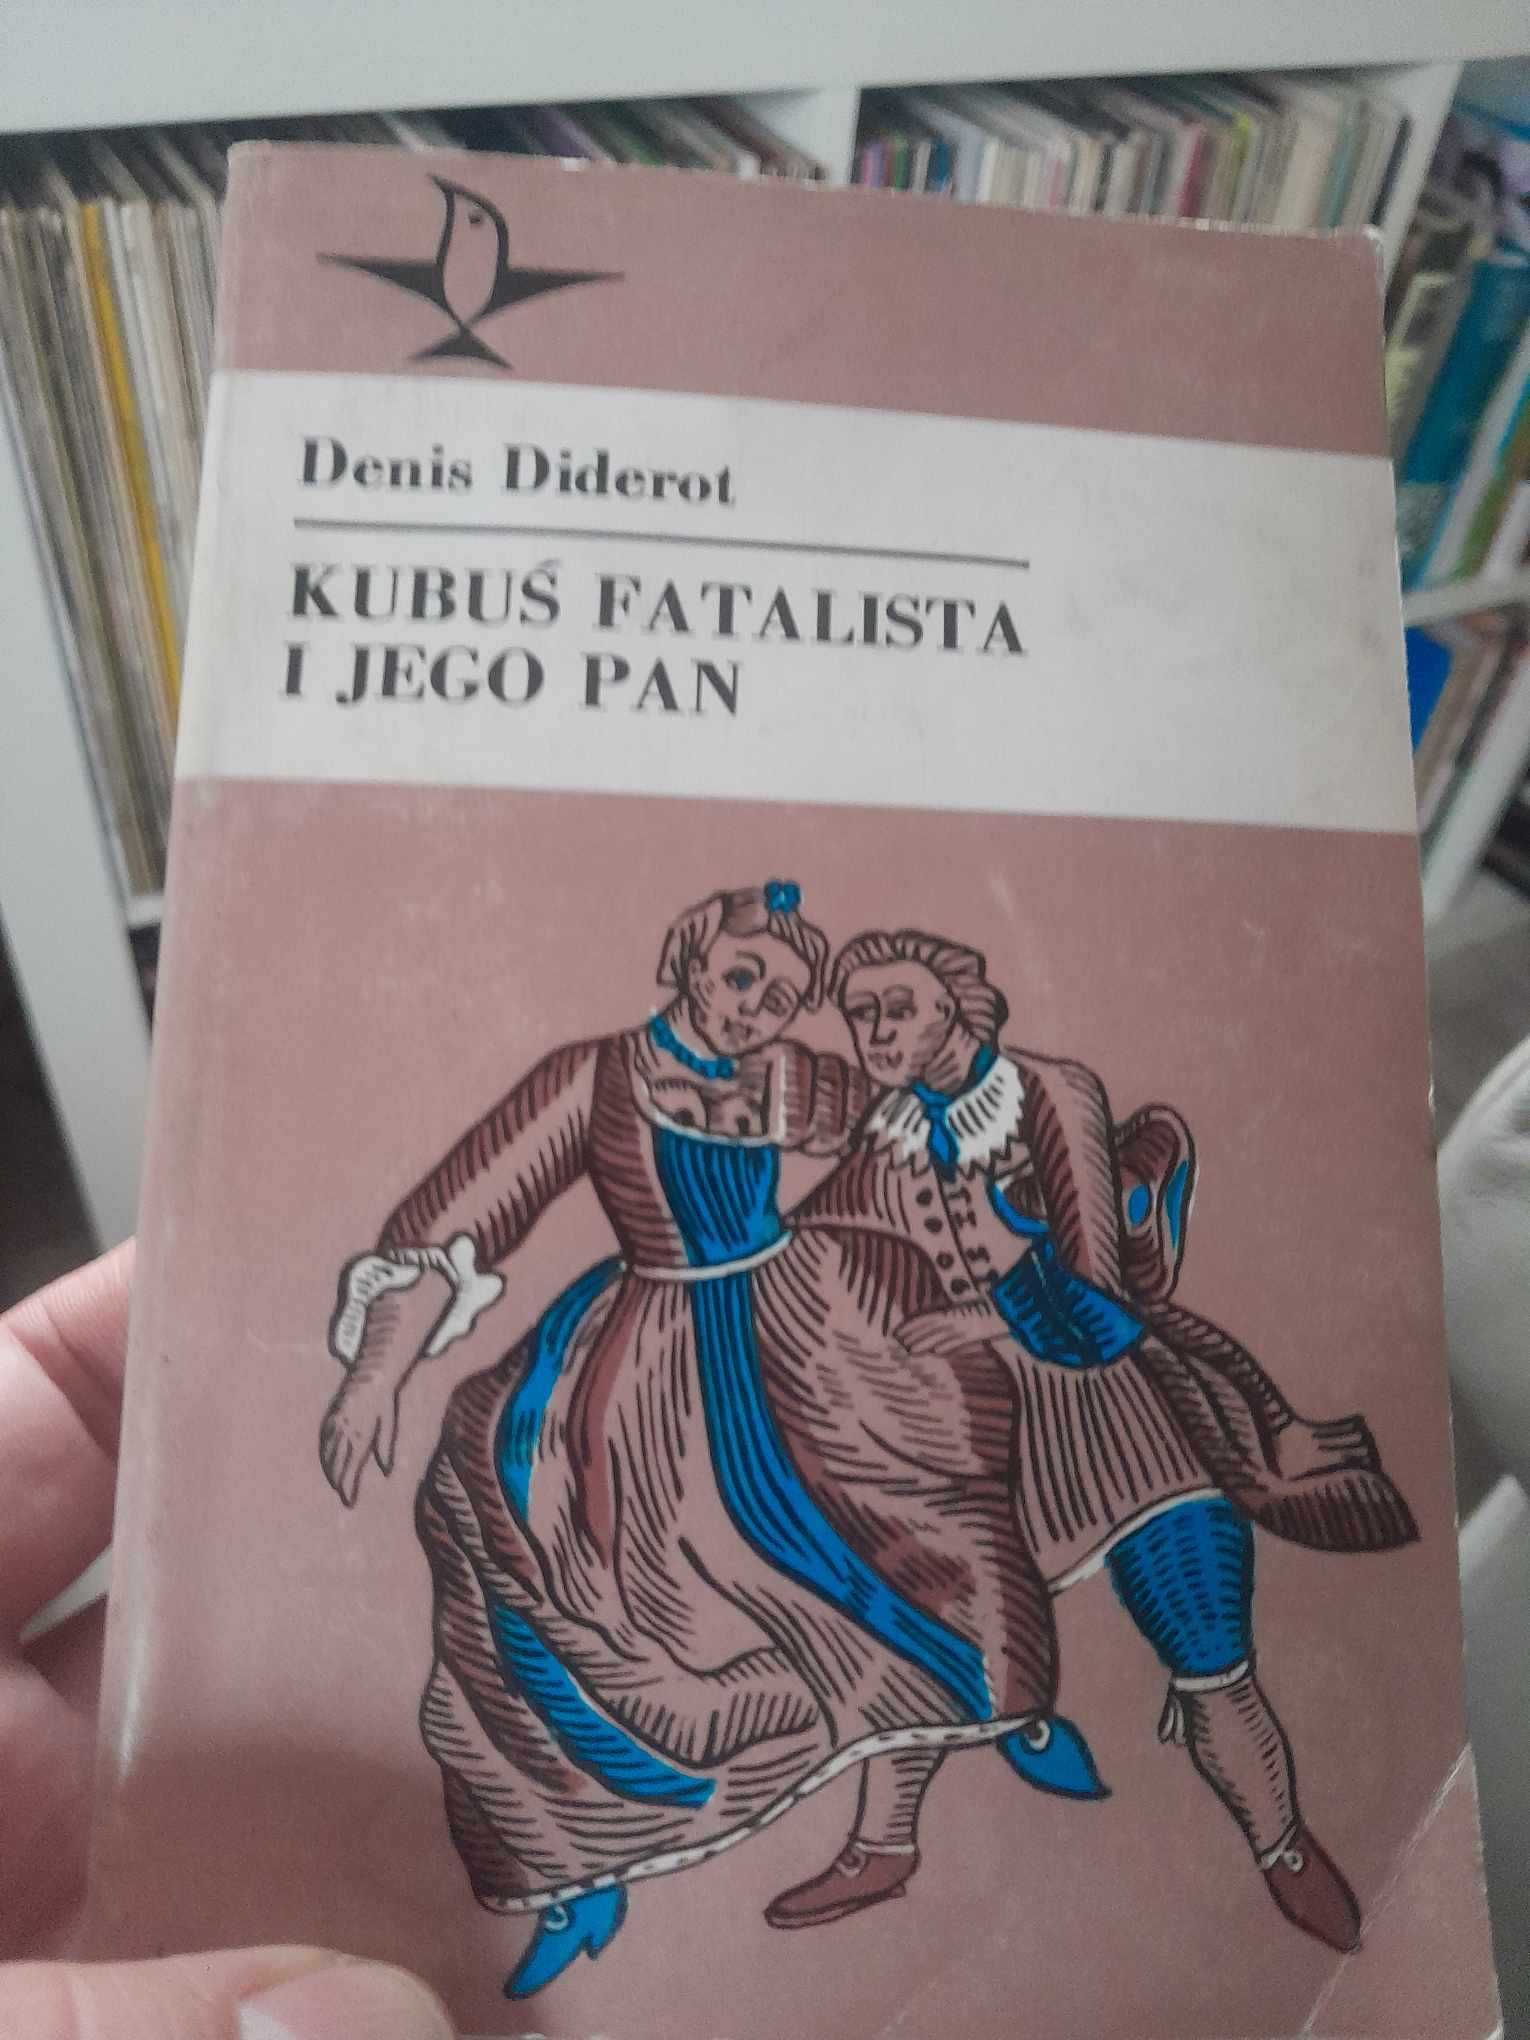 Denis Diderot
KUBUŚ FATALISTA
I JEGO PAN